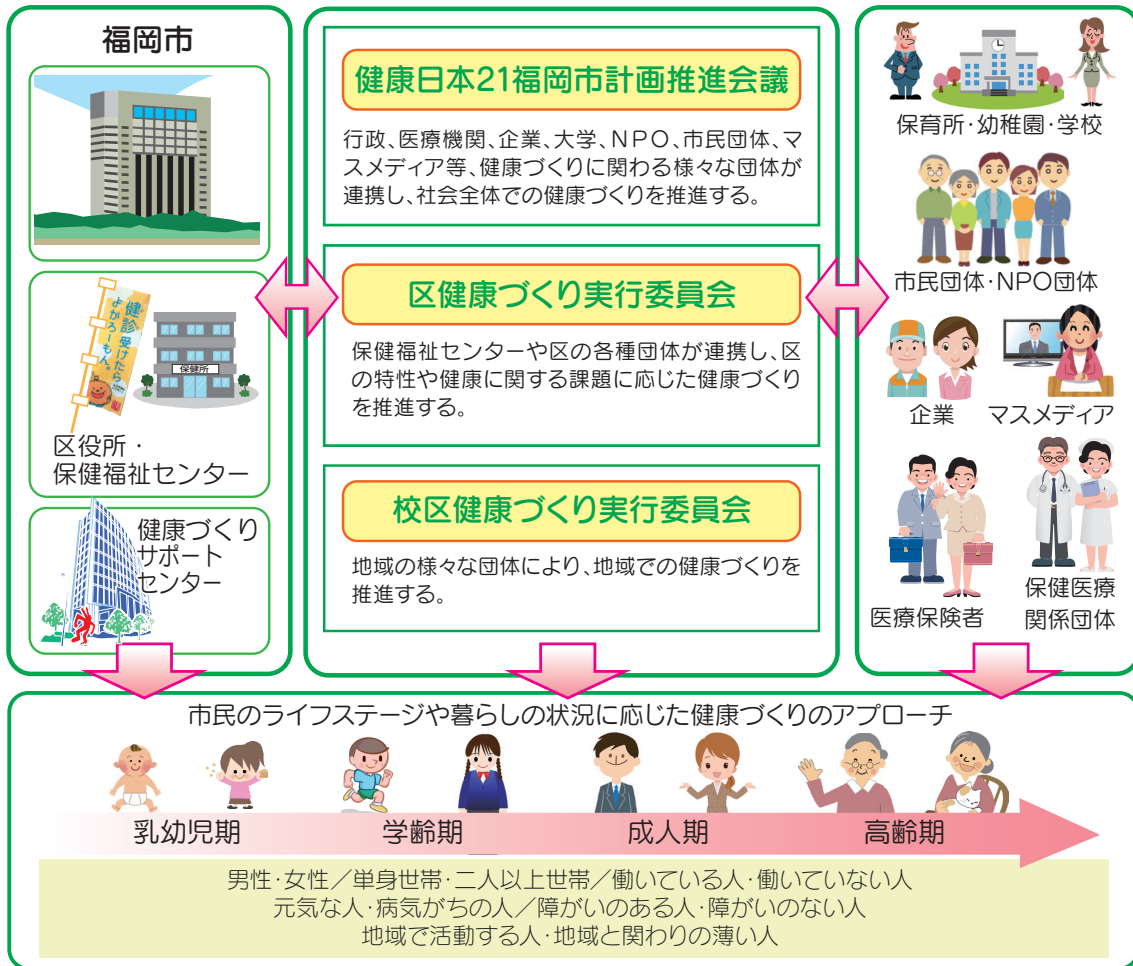 福岡市
健診受けたら
よかろーもん。
保健所
区役所・
保健福祉センター
健康づくり
サポート
センター
健康日本21福岡市計画推進会議
行政、医療機関、企業、大学、NPO、市民団体、マ
スメディア等、健康づくりに関わる様々な団体が
連携し、社会全体での健康づくりを推進する。
区健康づくり実行委員会
保健福祉センターや区の各種団体が連携し、区
の特性や健康に関する課題に応じた健康づくり
を推進する。
校区健康づくり実行委員会
地域の様々な団体により、地域での健康づくりを
推進する。
保育所・幼稚園・学校
市民団体・NPO団体
企業
マスメディア
医療保険者
保健医療
関係団体
市民のライフステージや暮らしの状況に応じた健康づくりのアプローチ
乳幼児期
学齢期
成人期
高齢期
男性・女性／単身世帯・二人以上世帯／働いている人・働いていない人
元気な人・病気がちの人／障がいのある人・障がいのない人
地域で活動する人・地域と関わりの薄い人